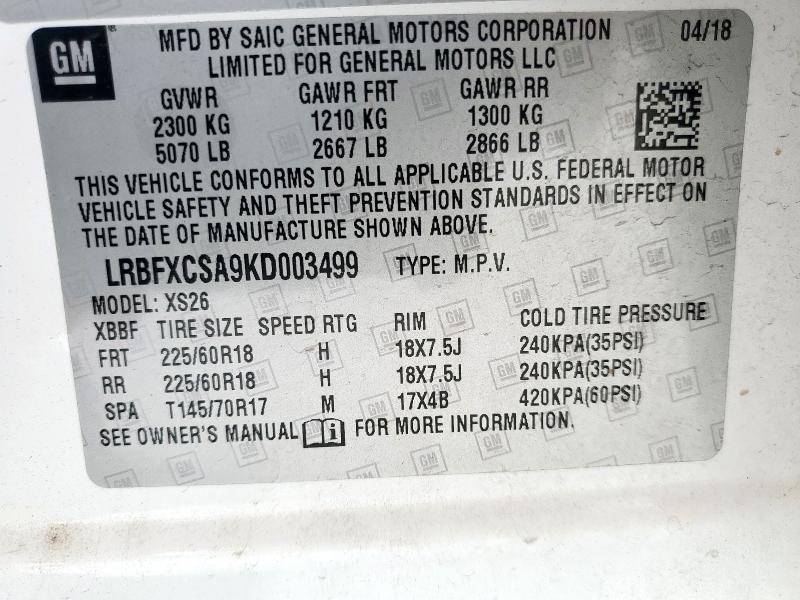 GM
MFD BY SAIC GENERAL MOTORS CORPORATION 04/18
LIMITED FOR GENERAL MOTORS LLC
GVWR GAWR FRT GAWR RR
2300 KG 1210 KG 1300 KG
5070 LB 2667 LB 2866 LB
THIS VEHICLE CONFORMS TO ALL APPLICABLE U.S. FEDERAL MOTOR
VEHICLE SAFETY AND THEFT PREVENTION STANDARDS IN EFFECT ON
THE DATE OF MANUFACTURE SHOWN ABOVE.
LRBFXCSA9KD003499 TYPE: M.P.V.
MODEL: XS26
XBBF TIRE SIZE SPEED RTG RIM COLD TIRE PRESSURE
FRT 225/60R18 H 18X7.5J 240KPA(35PSI)
RR 225/60R18 H 18X7.5J 240KPA(35PSI)
SPA T145/70R17 M 17X4B 420KPA(60PSI)
SEE OWNER'S MANUAL i FOR MORE INFORMATION.